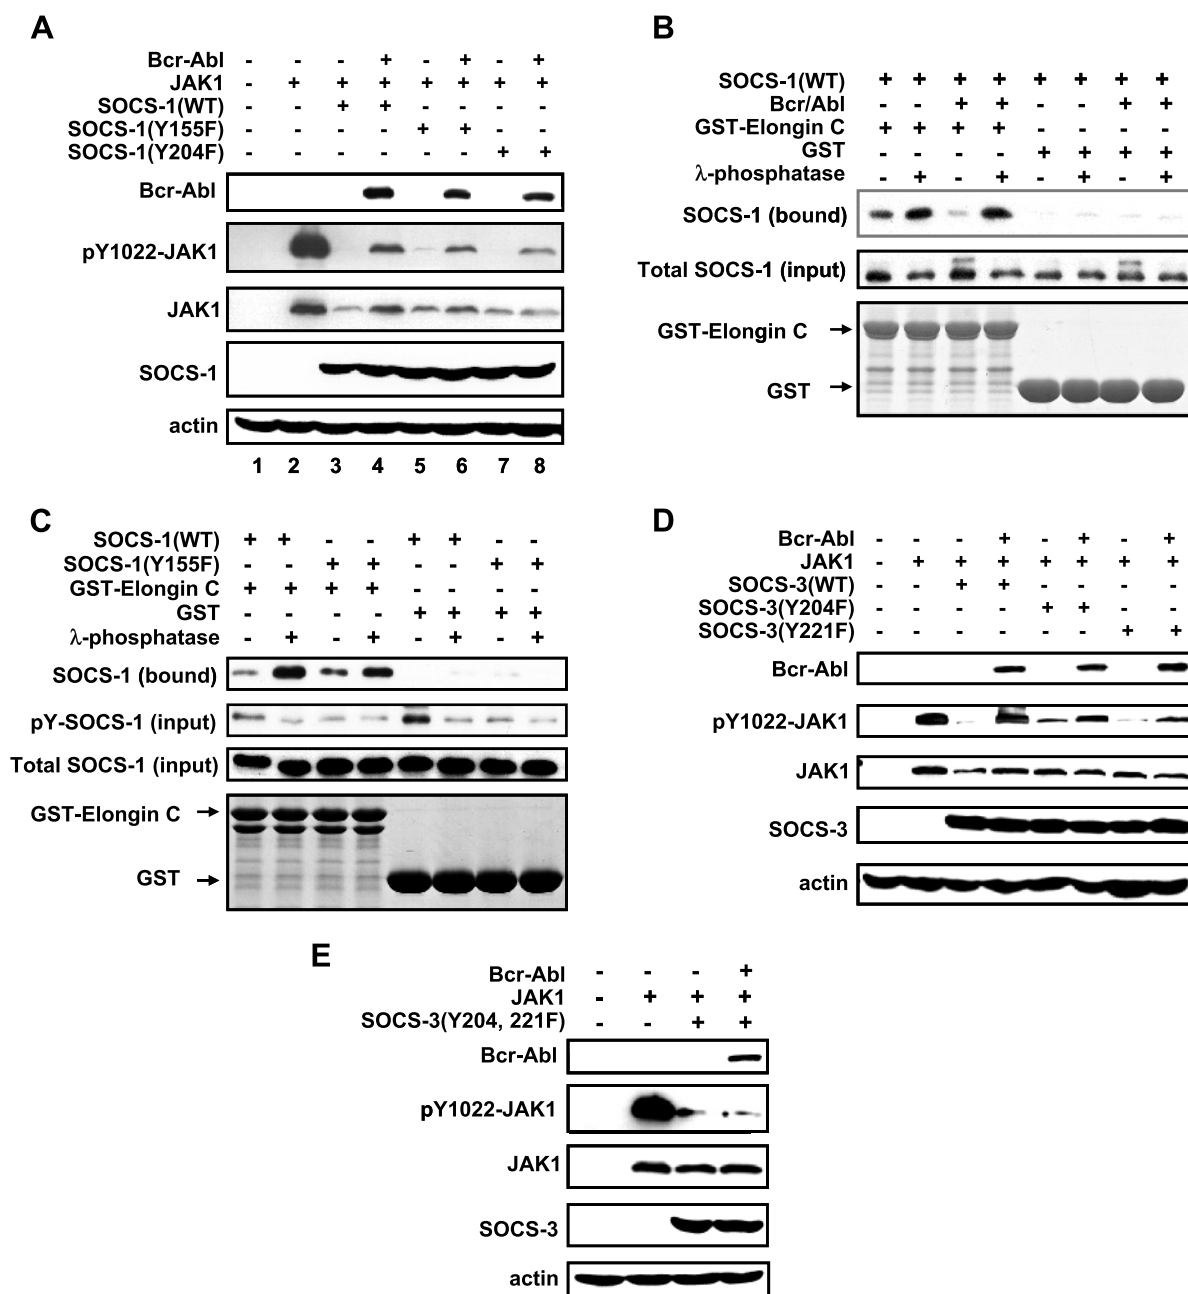 A
Bcr-Abl - - - + - + - +
JAK1 - + + + + + + +
SOCS-1(WT) - - + + - - - -
SOCS-1(Y155F) - - - - + + - -
SOCS-1(Y204F) - - - - - - + +
Bcr-Abl
pY1022-JAK1
JAK1
SOCS-1
actin
1 2 3 4 5 6 7 8
B
SOCS-1(WT) + + + + + + + +
Bcr/Abl - - + + - - + +
GST-Elongin C + + + + - - - -
GST - - - - + + + +
λ-phosphatase - + - + - + - +
SOCS-1 (bound)
Total SOCS-1 (input)
GST-Elongin C
GST
C
SOCS-1(WT) + + - - + + - -
SOCS-1(Y155F) - - + + - - + +
GST-Elongin C + + + + - - - -
GST - - - - + + + +
λ-phosphatase - + - + - + - +
SOCS-1 (bound)
pY-SOCS-1 (input)
Total SOCS-1 (input)
GST-Elongin C
GST
D
Bcr-Abl - - - + - + - +
JAK1 - + + + + + + +
SOCS-3(WT) - - + + - - - -
SOCS-3(Y204F) - - - - + + - -
SOCS-3(Y221F) - - - - - - + +
Bcr-Abl
pY1022-JAK1
JAK1
SOCS-3
actin
E
Bcr-Abl - - - +
JAK1 - + + +
SOCS-3(Y204, 221F) - - + +
Bcr-Abl
pY1022-JAK1
JAK1
SOCS-3
actin